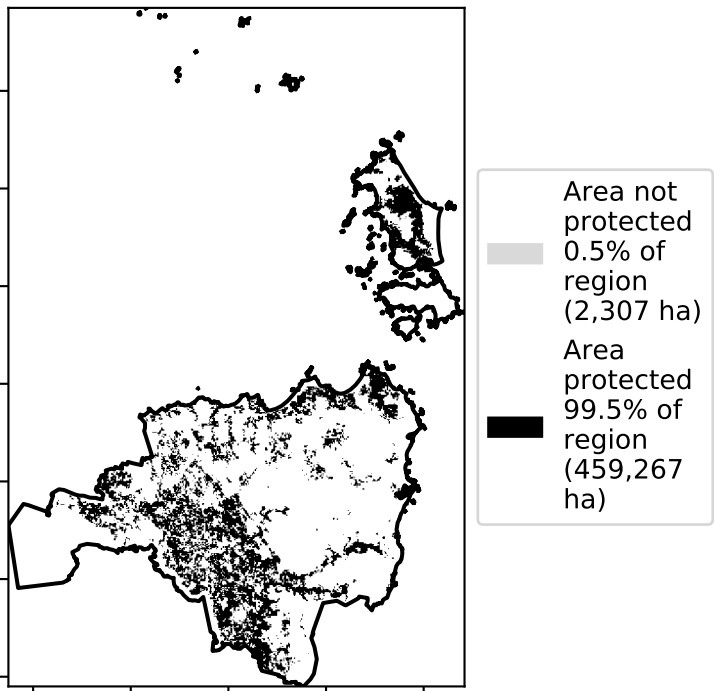 Area not
protected
0.5% of
region
(2,307 ha)
Area
protected
99.5% of
region
(459,267
ha)